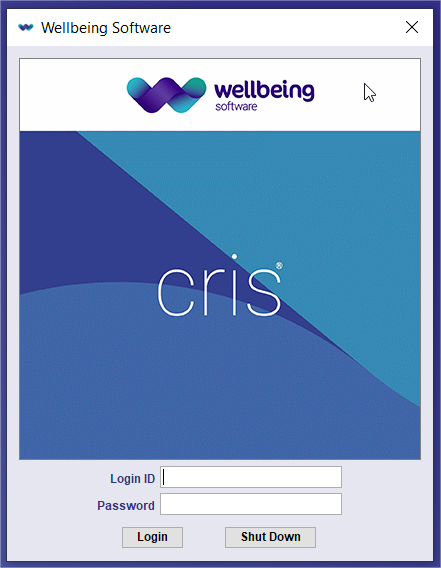 Wellbeing Software
wellbeing
software
cris®
Login ID
Password
Login
Shut Down